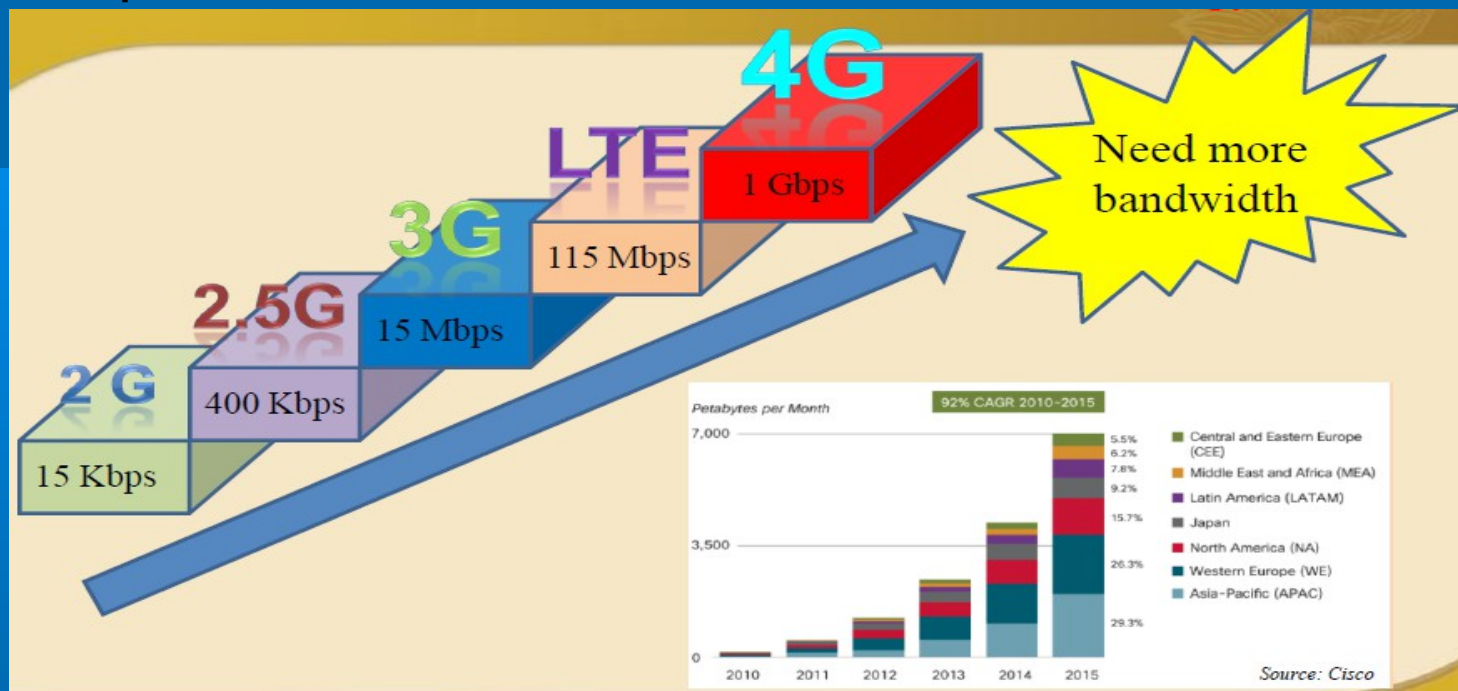 4G
LTE
3G
2.5G
2 G
1 Gbps
115 Mbps
15 Mbps
400 Kbps
15 Kbps
Need more
bandwidth
Petabytes per Month
92% CAGR 2010-2015
7,000
3,500
0
5.5%
6.2%
7.8%
9.2%
15.7%
26.3%
29.3%
Central and Eastern Europe
(CEE)
Middle East and Africa (MEA)
Latin America (LATAM)
Japan
North America (NA)
Western Europe (WE)
Asia-Pacific (APAC)
2010
2011
2012
2013
2014
2015
Source: Cisco